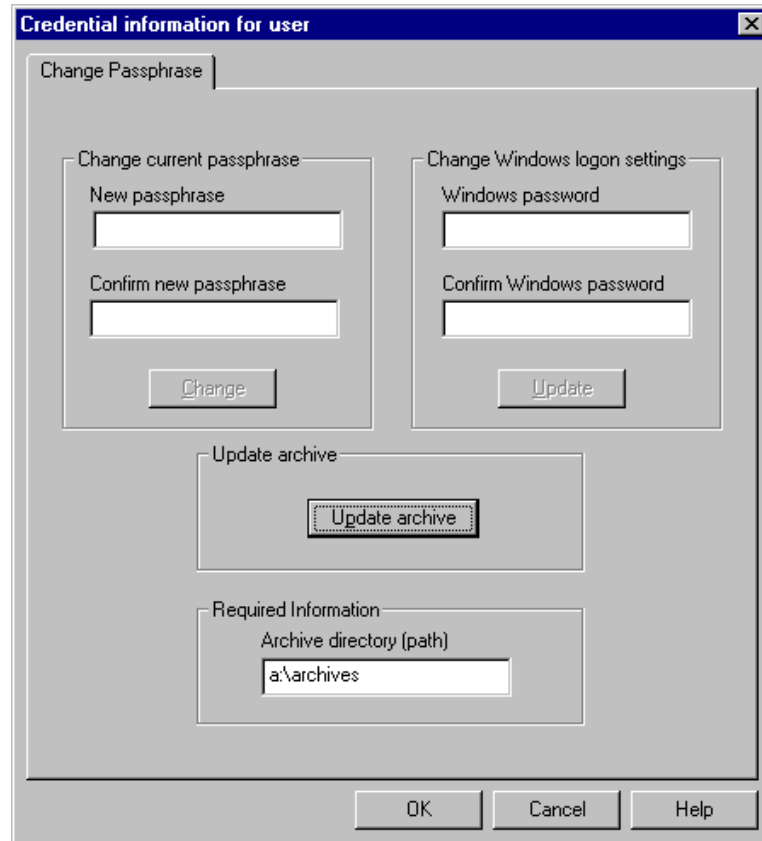 Credential information for user
Change Passphrase
Change current passphrase
New passphrase
Confirm new passphrase
Change
Change Windows logon settings
Windows password
Confirm Windows password
Update
Update archive
Update archive
Required Information
Archive directory (path)
a:\archives
OK
Cancel
Help